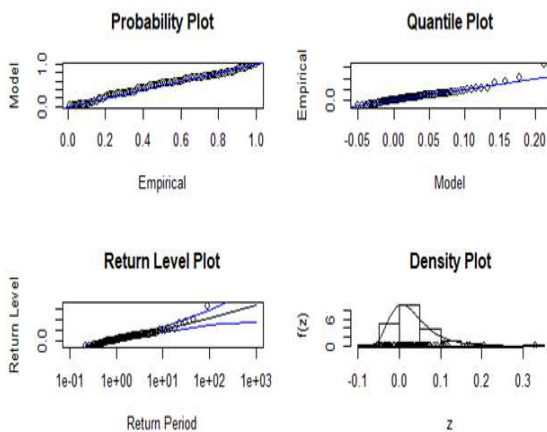 Probability Plot
Model
0.0 1.0
0.0 0.2 0.4 0.6 0.8 1.0
Empirical
Quantile Plot
Empirical
0.0
-0.05 0.00 0.05 0.10 0.15 0.20
Model
Return Level Plot
Return Level
0.0
1e-01 1e+00 1e+01 1e+02 1e+03
Return Period
Density Plot
f(z)
0 6
-0.1 0.0 0.1 0.2 0.3
z